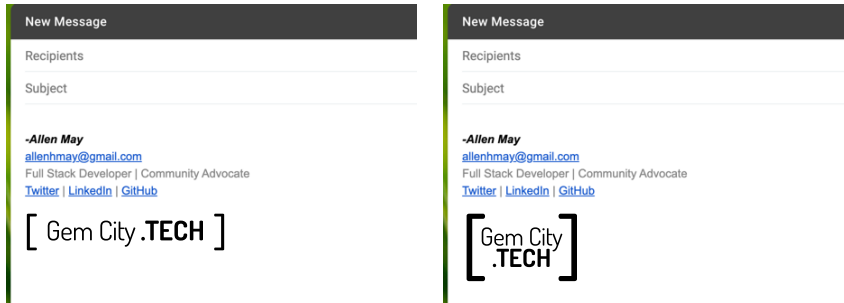 New Message
Recipients
Subject
-Allen May
allenhmay@gmail.com
Full Stack Developer | Community Advocate
Twitter | LinkedIn | GitHub
[ Gem City .TECH ]
New Message
Recipients
Subject
-Allen May
allenhmay@gmail.com
Full Stack Developer | Community Advocate
Twitter | LinkedIn | GitHub
[Gem City
.TECH]